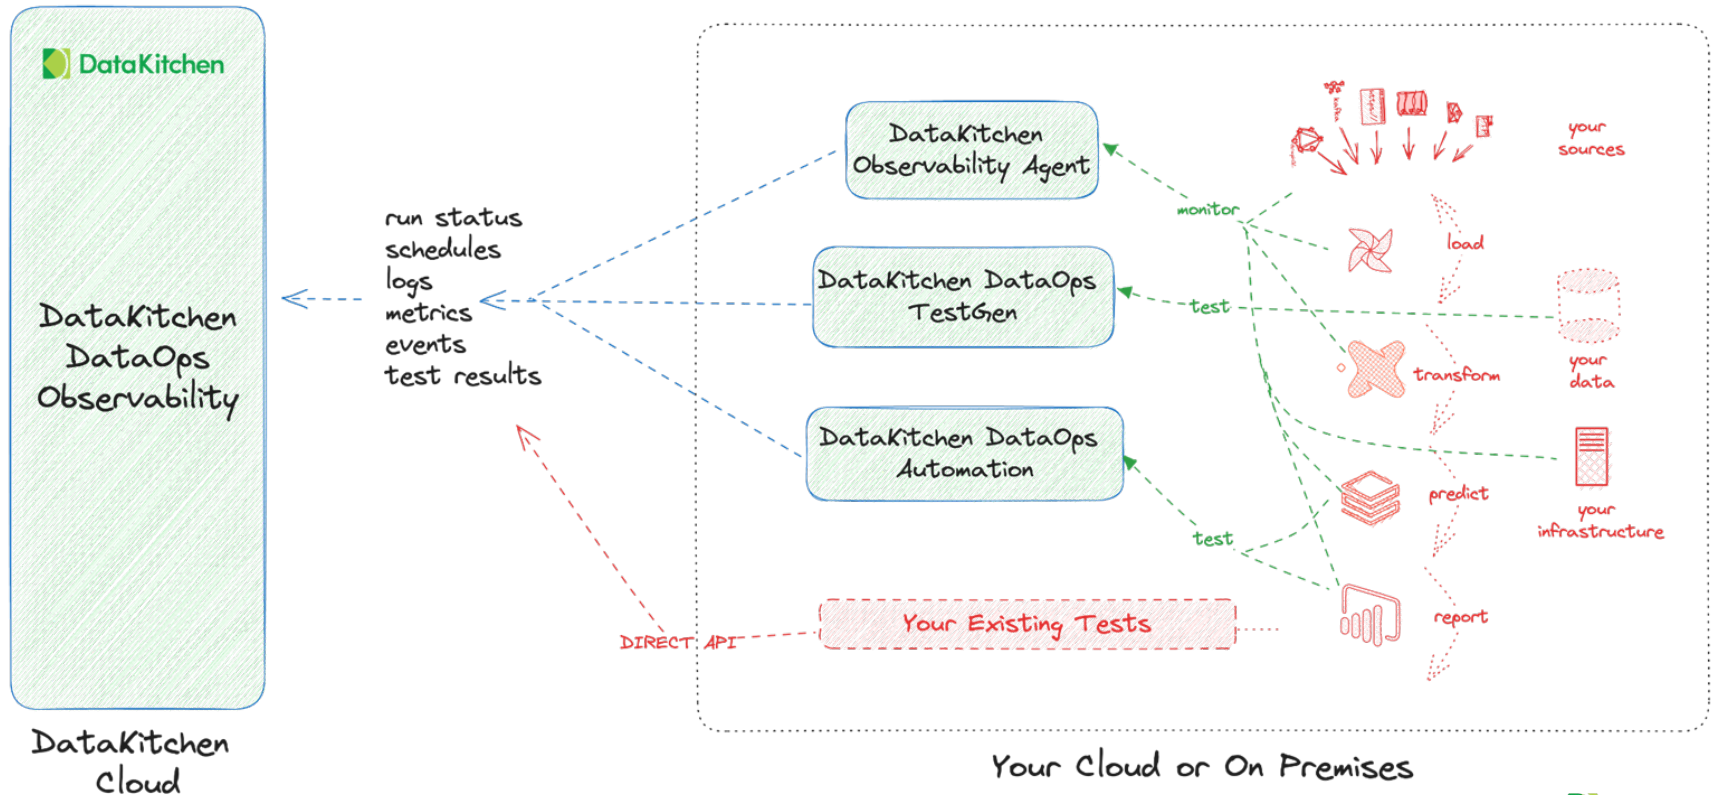 DataKitchen
DataKitchen
DataOps
Observability
DataKitchen
Cloud
run status
schedules
logs
metrics
events
test results
DIRECT API
DataKitchen
Observability Agent
DataKitchen DataOps
TestGen
DataKitchen DataOps
Automation
Your Existing Tests
monitor
test
test
kafka
your
sources
load
transform
predict
report
your
data
your
infrastructure
Your Cloud or On Premises